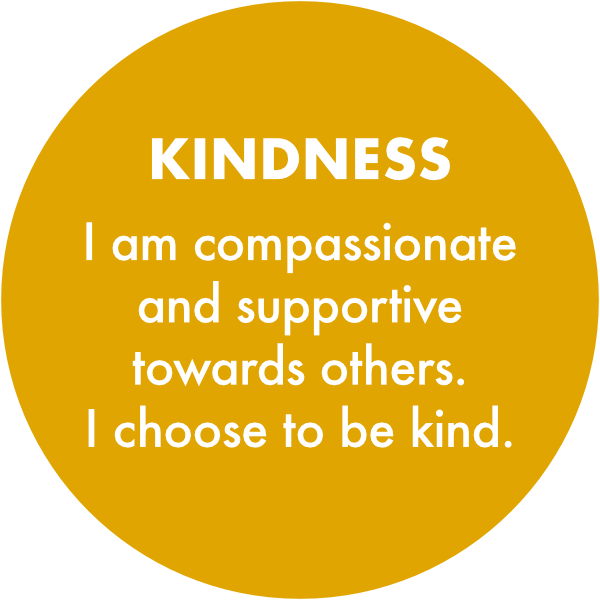 KINDNESS
I am compassionate
and supportive
towards others.
I choose to be kind.